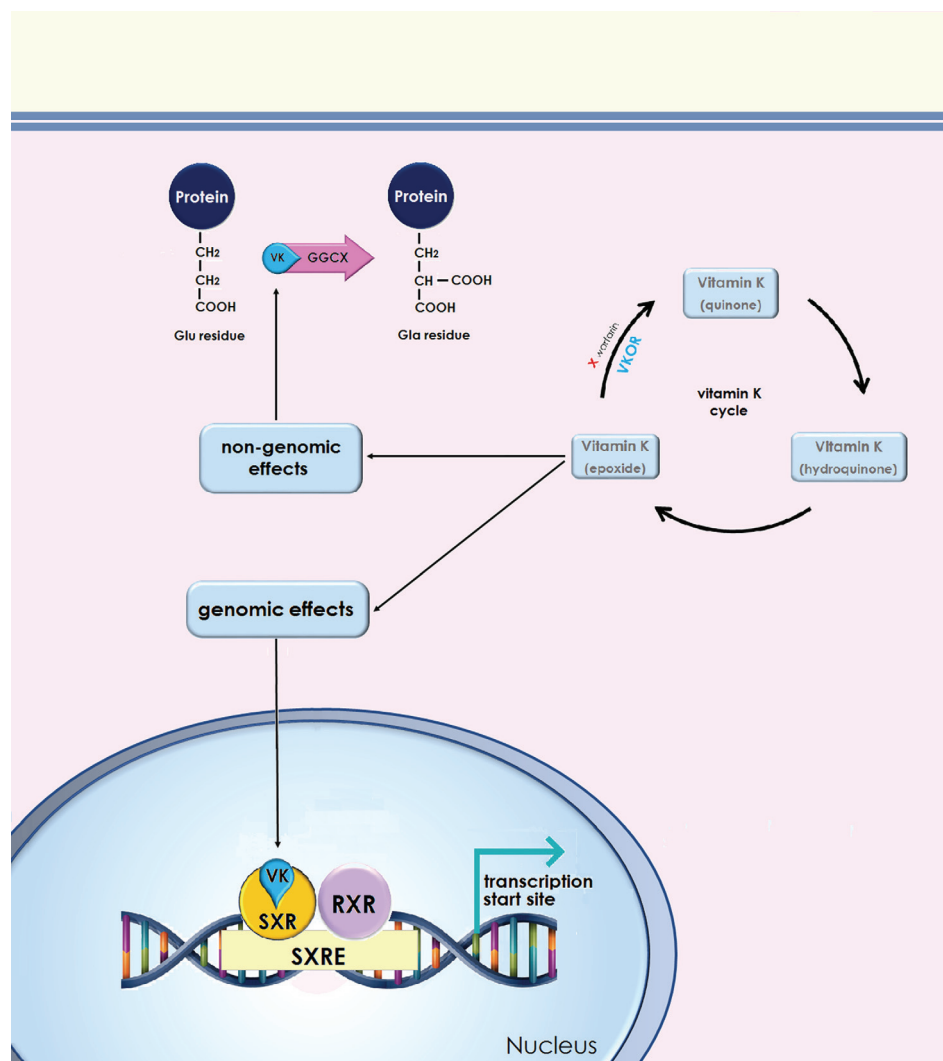 Protein
CH2
CH2
COOH
Glu residue
VK GGCX
Protein
CH2
CH — COOH
COOH
Gla residue
Vitamin K
(quinone)
X warfarin
VKOR
vitamin K
cycle
Vitamin K
(epoxide)
Vitamin K
(hydroquinone)
non-genomic
effects
genomic effects
VK
SXR
RXR
SXRE
transcription
start site
Nucleus